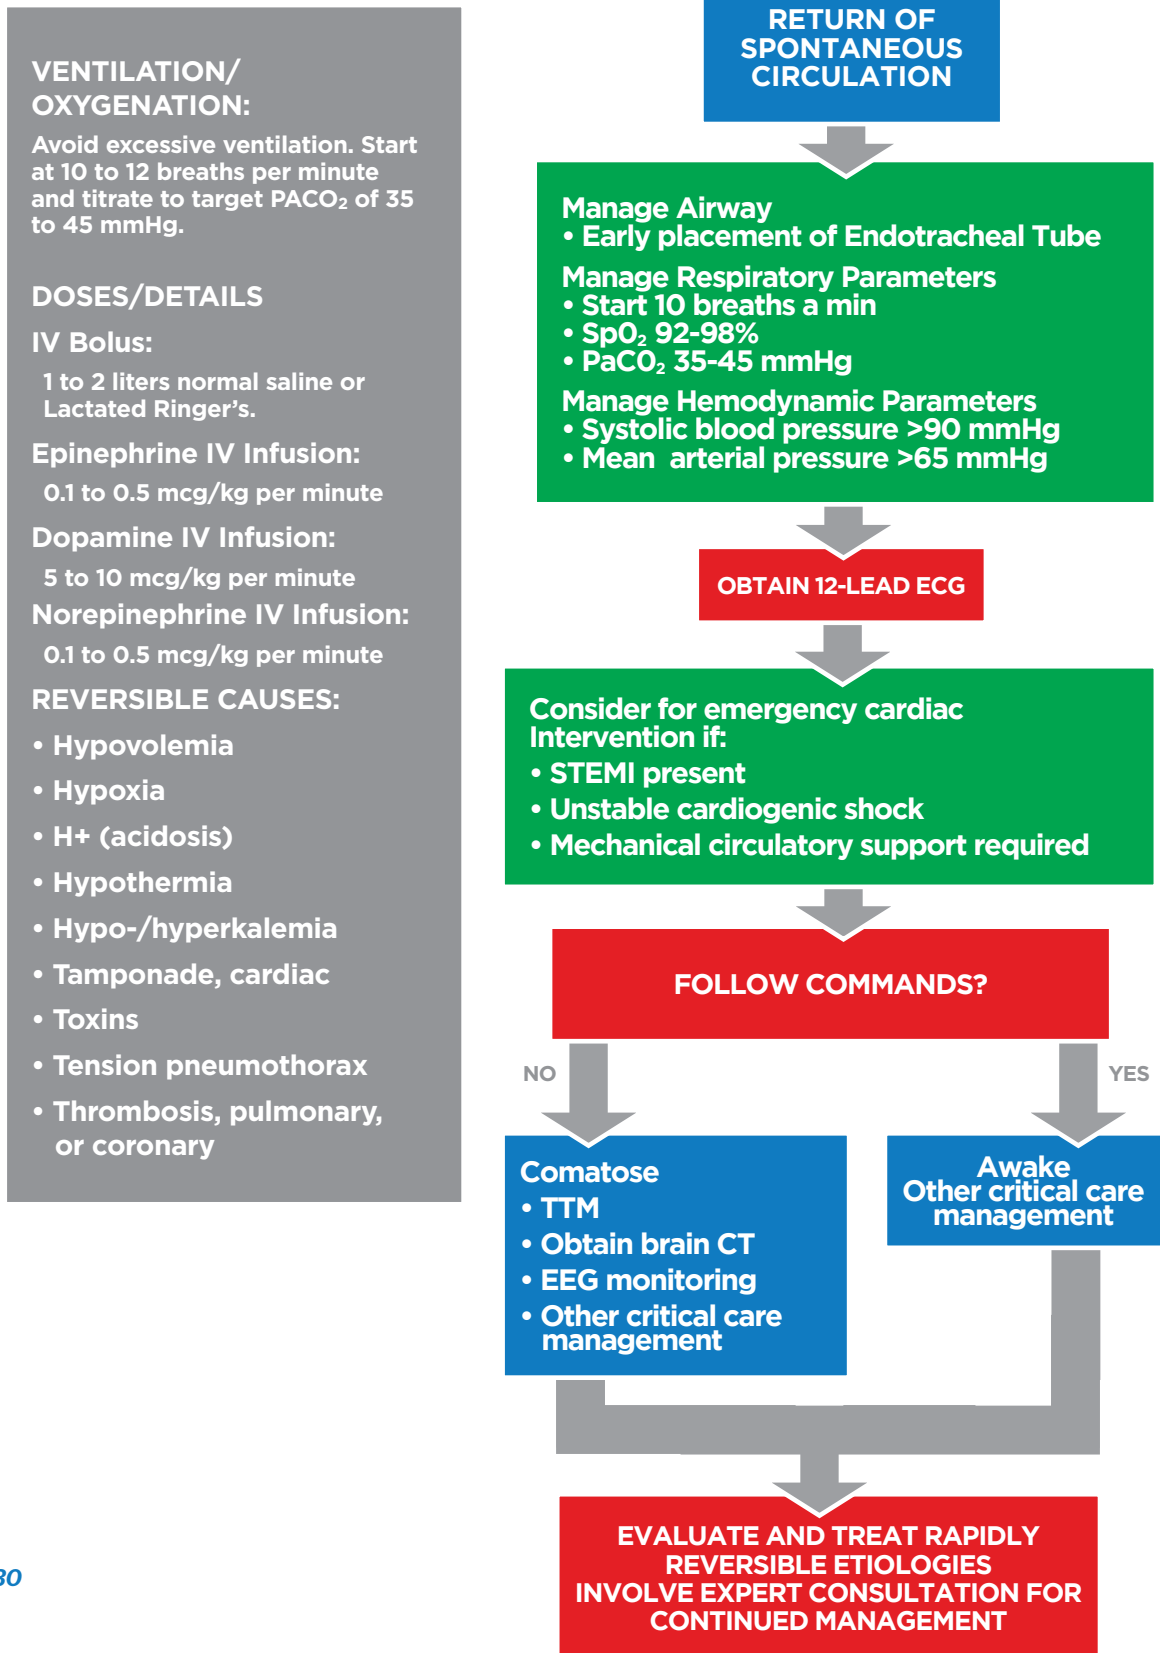 VENTILATION/
OXYGENATION:
Avoid excessive ventilation. Start
at 10 to 12 breaths per minute
and titrate to target PACO₂ of 35
to 45 mmHg.
DOSES/DETAILS
IV Bolus:
1 to 2 liters normal saline or
Lactated Ringer’s.
Epinephrine IV Infusion:
0.1 to 0.5 mcg/kg per minute
Dopamine IV Infusion:
5 to 10 mcg/kg per minute
Norepinephrine IV Infusion:
0.1 to 0.5 mcg/kg per minute
REVERSIBLE CAUSES:
• Hypovolemia
• Hypoxia
• H+ (acidosis)
• Hypothermia
• Hypo-/hyperkalemia
• Tamponade, cardiac
• Toxins
• Tension pneumothorax
• Thrombosis, pulmonary,
or coronary
RETURN OF
SPONTANEOUS
CIRCULATION
Manage Airway
• Early placement of Endotracheal Tube
Manage Respiratory Parameters
• Start 10 breaths a min
• Sp0₂ 92-98%
• PaC0₂ 35-45 mmHg
Manage Hemodynamic Parameters
• Systolic blood pressure >90 mmHg
• Mean arterial pressure >65 mmHg
OBTAIN 12-LEAD ECG
Consider for emergency cardiac
Intervention if:
• STEMI present
• Unstable cardiogenic shock
• Mechanical circulatory support required
FOLLOW COMMANDS?
NO
YES
Comatose
• TTM
• Obtain brain CT
• EEG monitoring
• Other critical care
management
Awake
Other critical care
management
EVALUATE AND TREAT RAPIDLY
REVERSIBLE ETIOLOGIES
INVOLVE EXPERT CONSULTATION FOR
CONTINUED MANAGEMENT